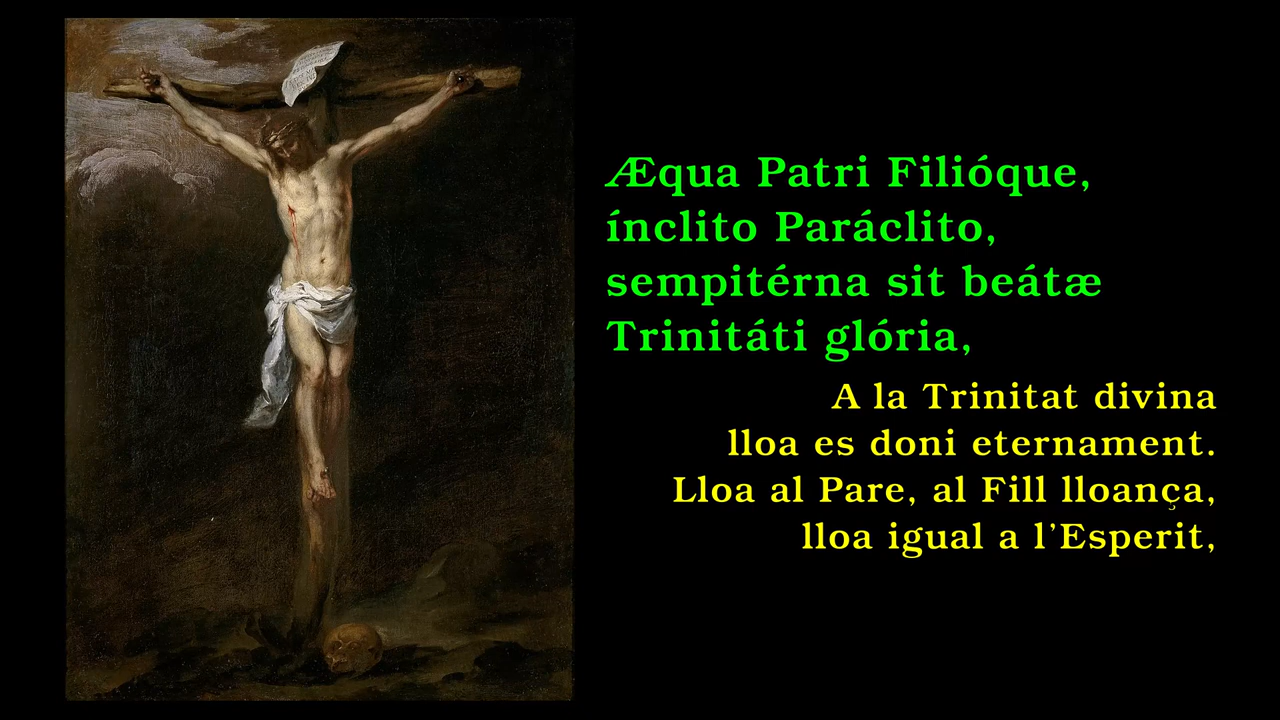 Æqua Patri Filióque,
ínclito Paráclito,
sempitérna sit beátæ
Trinitáti glória,
A la Trinitat divina
lloa es doni eternament.
Lloa al Pare, al Fill lloança,
lloa igual a l’Esperit,